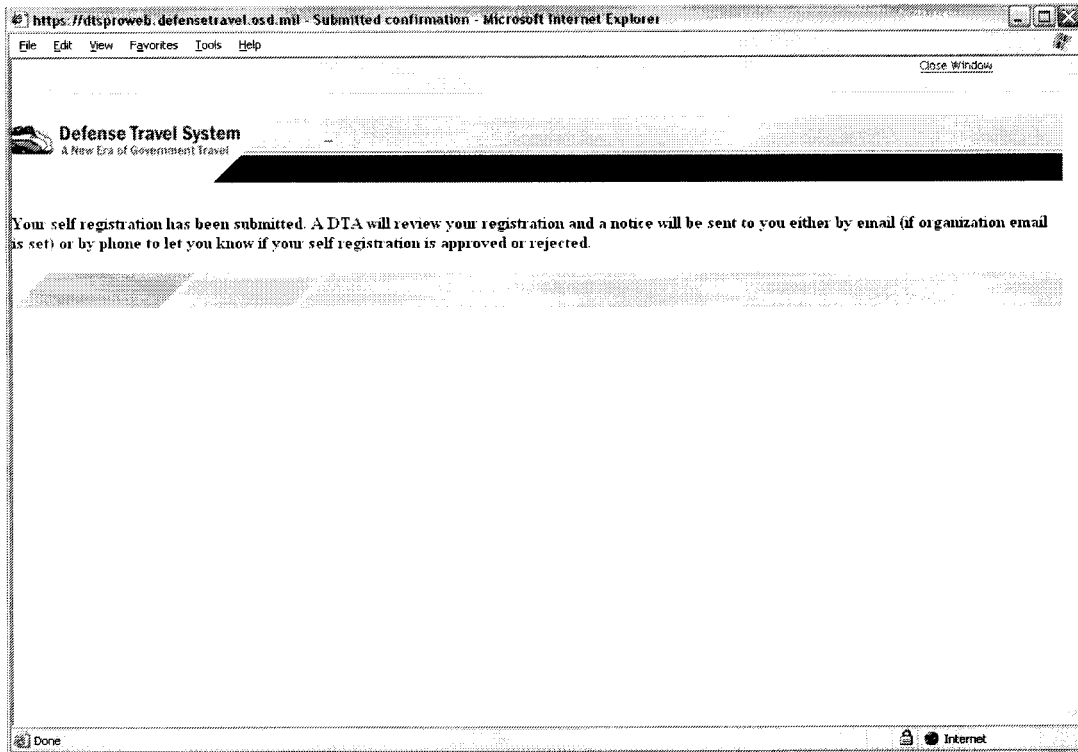 https://dtsproweb.defensetravel.osd.mil - Submitted confirmation - Microsoft Internet Explorer
File Edit View Favorites Tools Help
Close Window
Defense Travel System
A New Era of Government Travel
Your self registration has been submitted. A DTA will review your registration and a notice will be sent to you either by email (if organization email
is set) or by phone to let you know if your self registration is approved or rejected.
Done
Internet